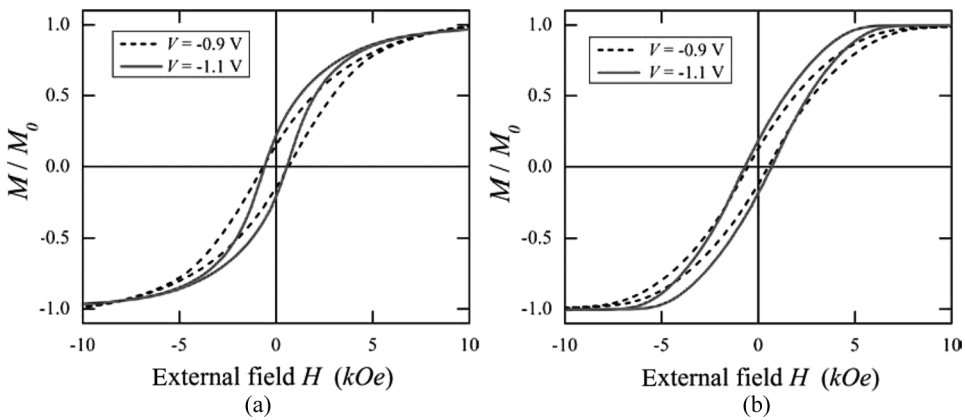 V = -0.9 V
V = -1.1 V
M / M0
1.0
0.5
0.0
-0.5
-1.0
-10
-5
0
5
10
External field H (kOe)
(a)
V = -0.9 V
V = -1.1 V
M / M0
1.0
0.5
0.0
-0.5
-1.0
-10
-5
0
5
10
External field H (kOe)
(b)